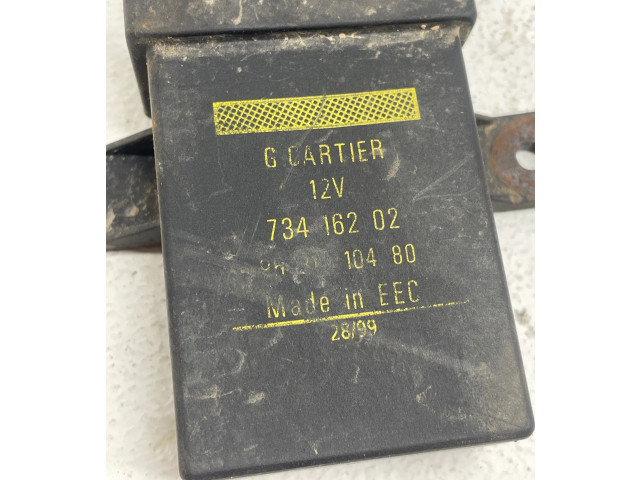 G CARTIER
12V
734 162 02
104 80
Made in EEC
28/99